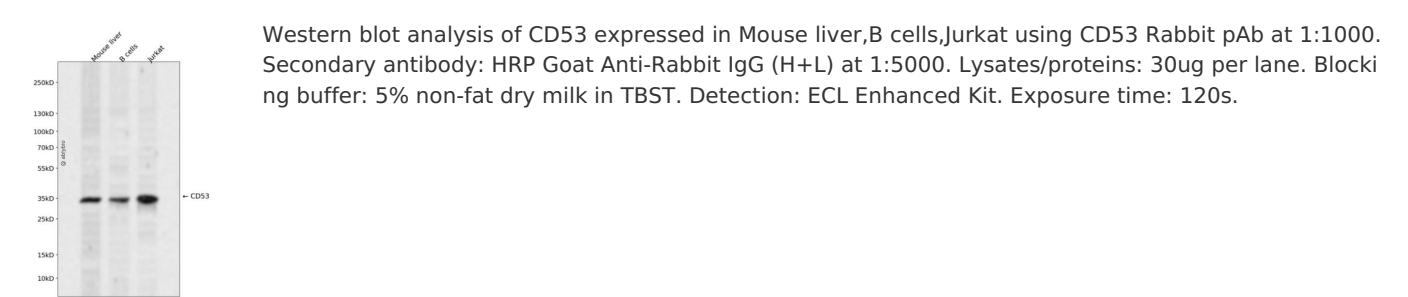 Mouse liver
B cells
Jurkat
250kD
130kD
100kD
70kD
55kD
35kD
25kD
15kD
10kD
← CD53
Western blot analysis of CD53 expressed in Mouse liver,B cells,Jurkat using CD53 Rabbit pAb at 1:1000.
Secondary antibody: HRP Goat Anti-Rabbit IgG (H+L) at 1:5000. Lysates/proteins: 30ug per lane. Blocki
ng buffer: 5% non-fat dry milk in TBST. Detection: ECL Enhanced Kit. Exposure time: 120s.